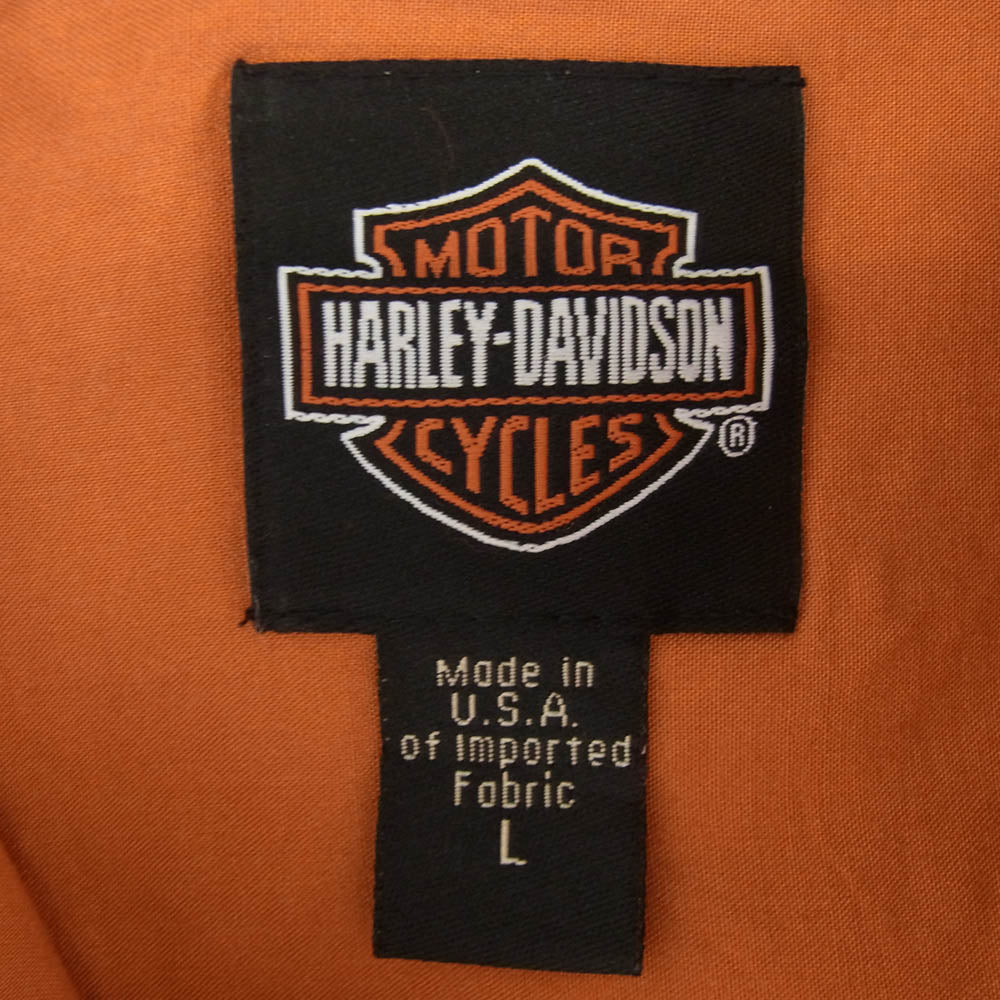 MOTOR
HARLEY-DAVIDSON
CYCLES
®
Made in
U.S.A.
of Imported
Fabric
L